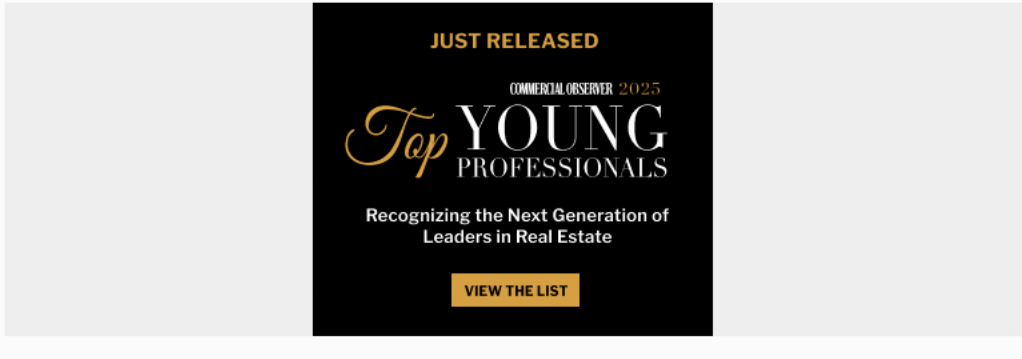 JUST RELEASED
COMMERCIAL OBSERVER 2025
Top YOUNG
PROFESSIONALS
Recognizing the Next Generation of
Leaders in Real Estate
VIEW THE LIST